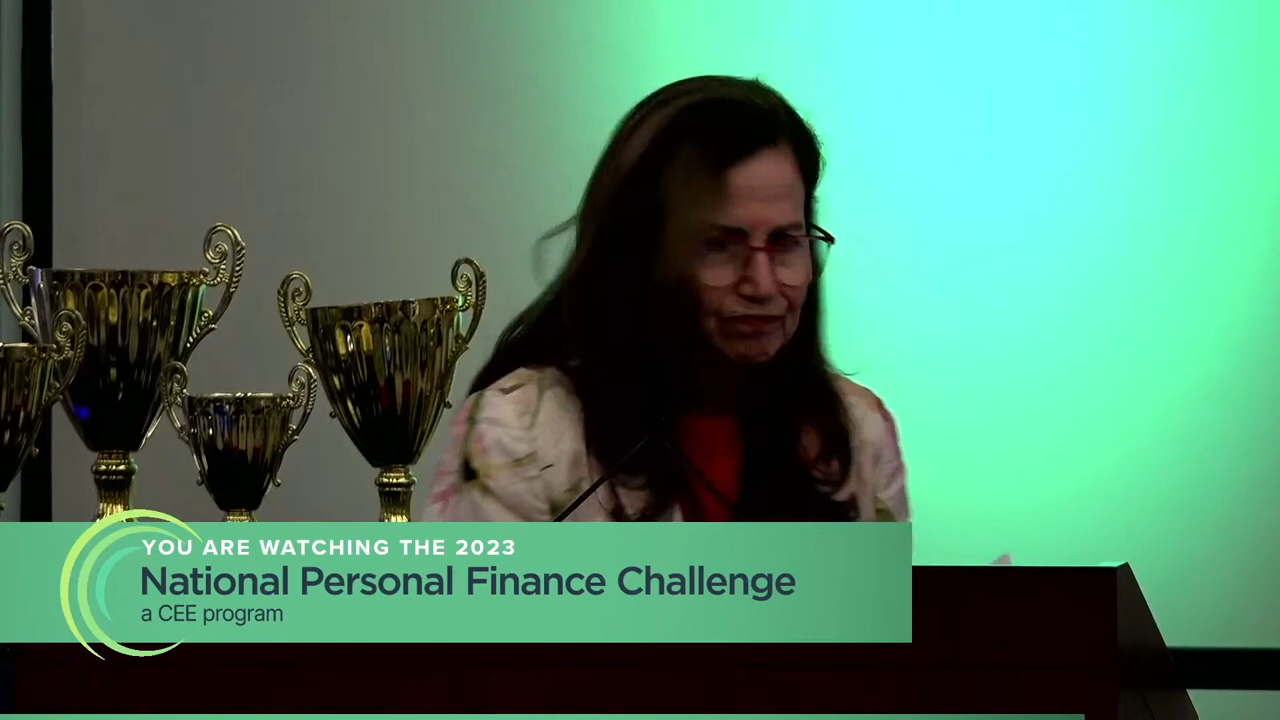 YOU ARE WATCHING THE 2023
National Personal Finance Challenge
a CEE program